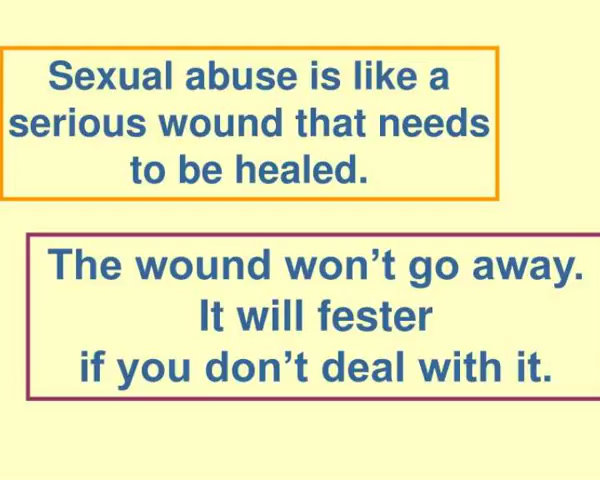 Sexual abuse is like a
serious wound that needs
to be healed.
The wound won’t go away.
It will fester
if you don’t deal with it.